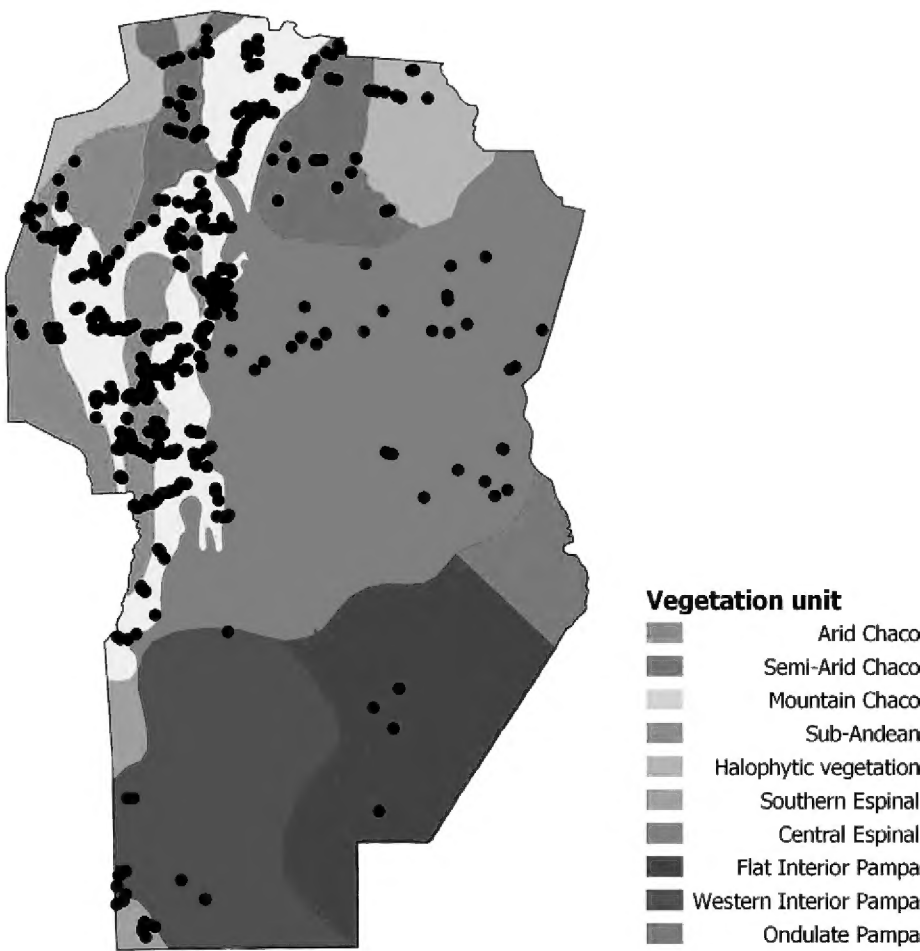 Vegetation unit
Arid Chaco
Semi-Arid Chaco
Mountain Chaco
Sub-Andean
Halophytic vegetation
Southern Espinal
Central Espinal
Flat Interior Pampa
Western Interior Pampa
Ondulate Pampa